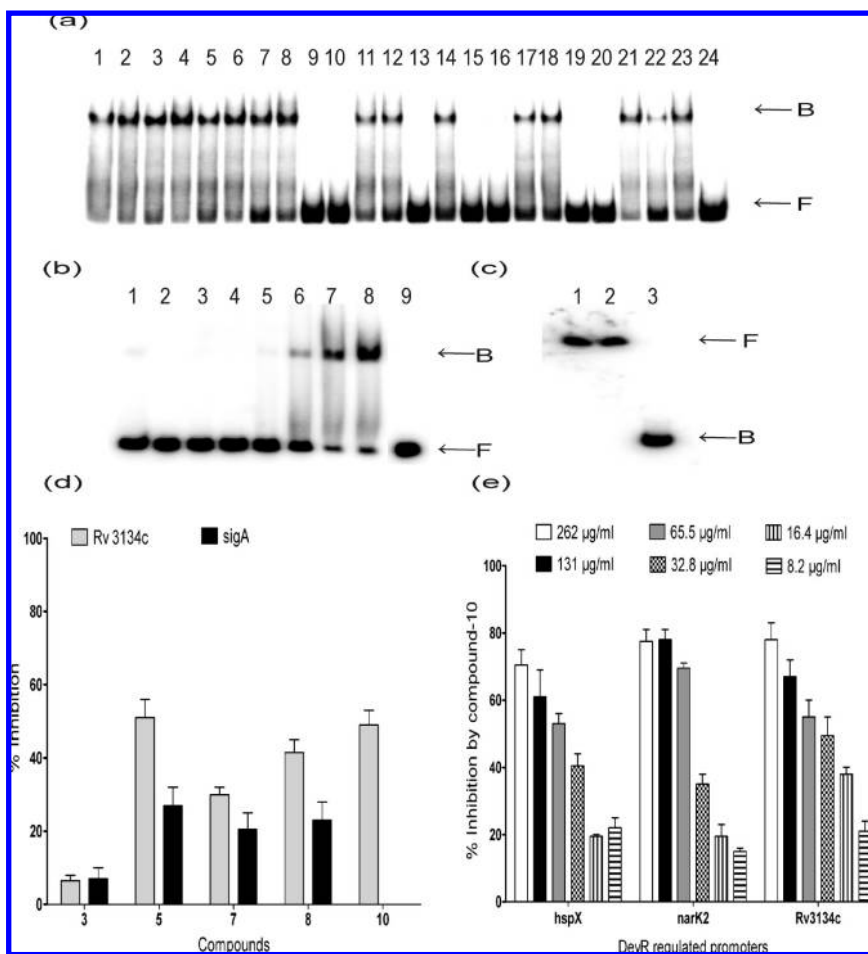 (a)
1 2 3 4 5 6 7 8 9 10 11 12 13 14 15 16 17 18 19 20 21 22 23 24
B
F
(b)
1 2 3 4 5 6 7 8 9
B
F
(c)
1 2 3
F
B
(d)
Rv3134c sigA
% Inhibition
100
80
60
40
20
0
3 5 7 8 10
Compounds
(e)
262 µg/ml 65.5 µg/ml 16.4 µg/ml
131 µg/ml 32.8 µg/ml 8.2 µg/ml
% Inhibition by compound-10
100
80
60
40
20
0
hspX narK2 Rv3134c
DevR regulated promoters